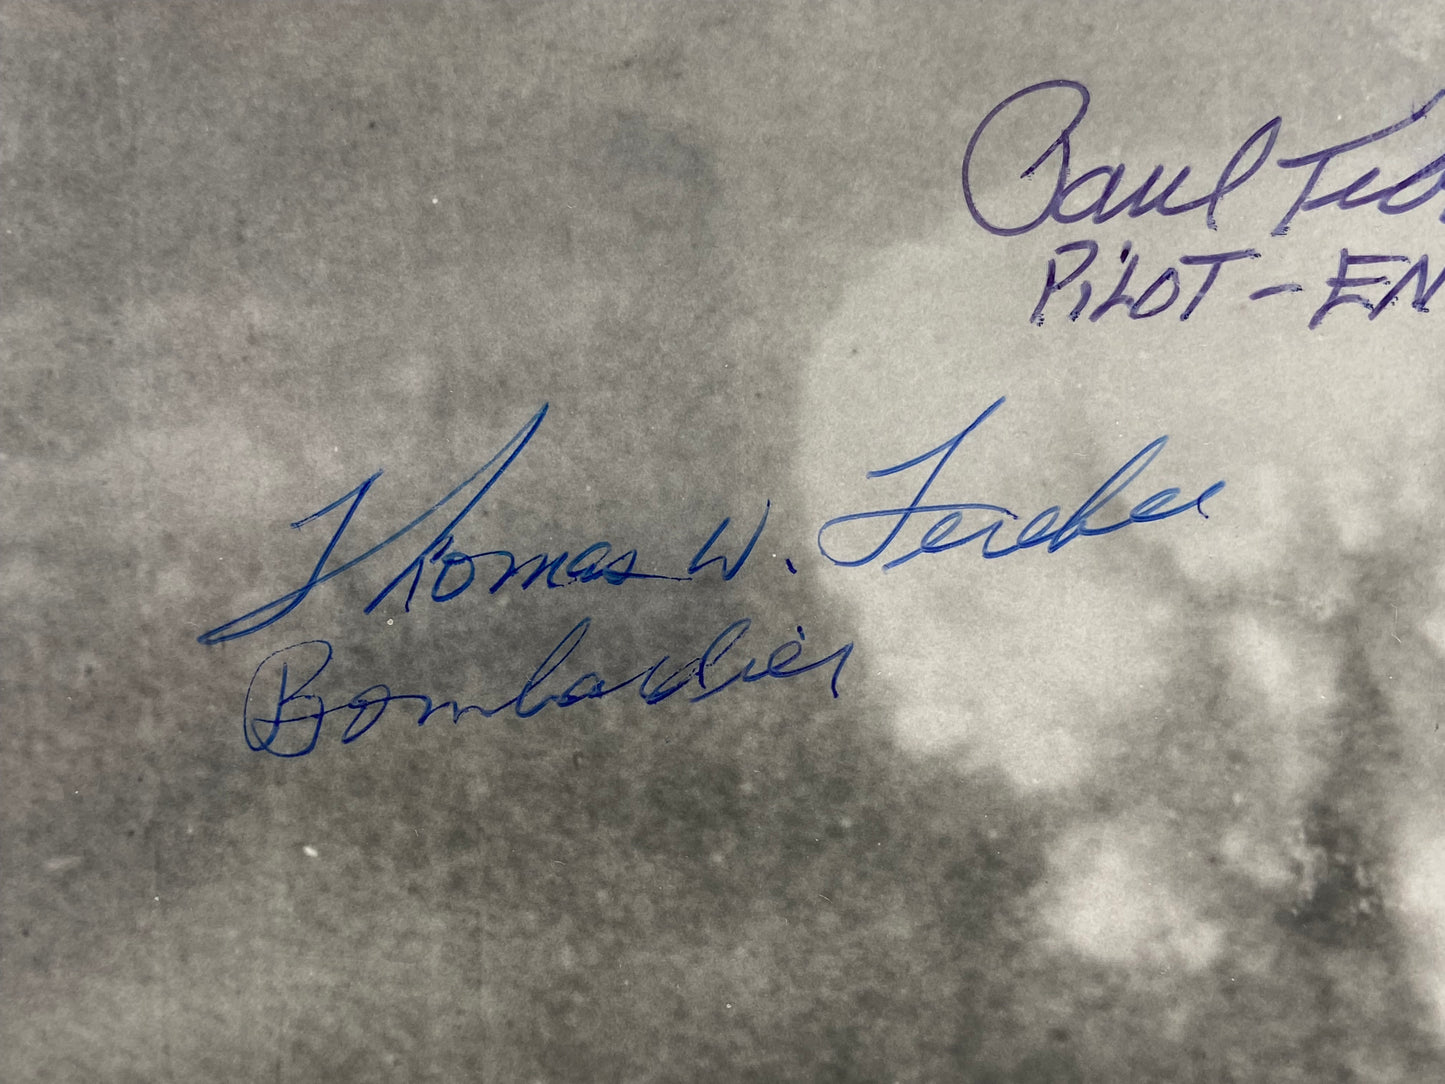 Paul Tib
PILOT - EN
Thomas W. Ferebee
Bombardier